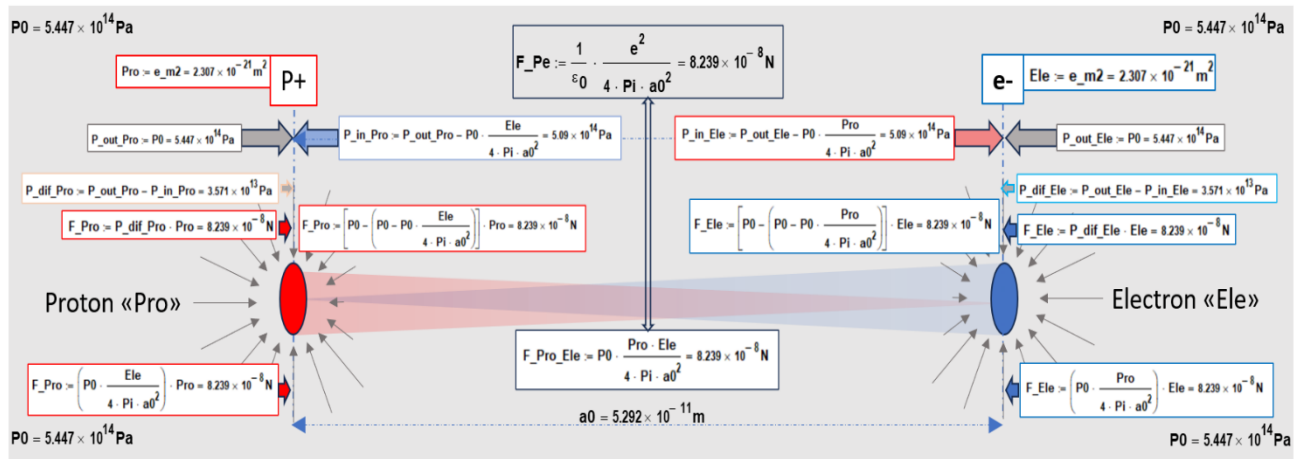 P0 = 5.447 × 10^14 Pa
P0 = 5.447 × 10^14 Pa
F_Pe := 1/ε0 · e^2/(4 · Pi · a0^2) = 8.239 × 10^-8 N
Pro := e_m2 = 2.307 × 10^-21 m^2
P+
e-
Ele := e_m2 = 2.307 × 10^-21 m^2
P_out_Pro := P0 = 5.447 × 10^14 Pa
P_in_Pro := P_out_Pro - P0 · Ele/(4 · Pi · a0^2) = 5.09 × 10^14 Pa
P_in_Ele := P_out_Ele - P0 · Pro/(4 · Pi · a0^2) = 5.09 × 10^14 Pa
P_out_Ele := P0 = 5.447 × 10^14 Pa
P_dif_Pro := P_out_Pro - P_in_Pro = 3.571 × 10^13 Pa
P_dif_Ele := P_out_Ele - P_in_Ele = 3.571 × 10^13 Pa
F_Pro := P_dif_Pro · Pro = 8.239 × 10^-8 N
F_Pro := [P0 - (P0 - P0 · Ele/(4 · Pi · a0^2))] · Pro = 8.239 × 10^-8 N
F_Ele := [P0 - (P0 - P0 · Pro/(4 · Pi · a0^2))] · Ele = 8.239 × 10^-8 N
F_Ele := P_dif_Ele · Ele = 8.239 × 10^-8 N
Proton «Pro»
Electron «Ele»
F_Pro := (P0 · Ele/(4 · Pi · a0^2)) · Pro = 8.239 × 10^-8 N
F_Pro_Ele := P0 · Pro · Ele/(4 · Pi · a0^2) = 8.239 × 10^-8 N
F_Ele := (P0 · Pro/(4 · Pi · a0^2)) · Ele = 8.239 × 10^-8 N
a0 = 5.292 × 10^-11 m
P0 = 5.447 × 10^14 Pa
P0 = 5.447 × 10^14 Pa